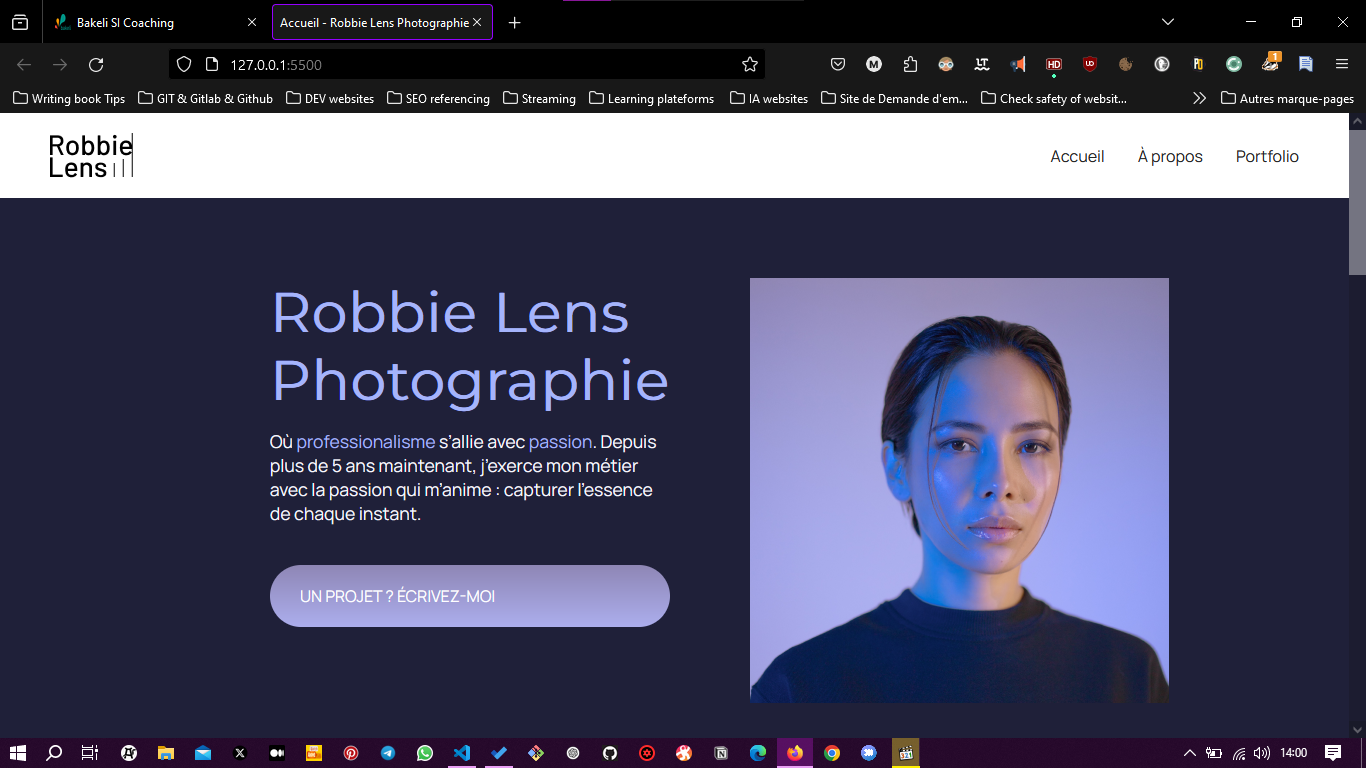 Bakeli SI Coaching
Accueil - Robbie Lens Photographie
127.0.0.1:5500
M
HD
UD
1
Writing book Tips
GIT & Gitlab & Github
DEV websites
SEO referencing
Streaming
Learning plateforms
IA websites
Site de Demande d'em...
Check safety of websit...
Autres marque-pages
Robbie
Lens
Accueil
À propos
Portfolio
Robbie Lens
Photographie
Où professionalisme s’allie avec passion. Depuis
plus de 5 ans maintenant, j’exerce mon métier
avec la passion qui m’anime : capturer l’essence
de chaque instant.
UN PROJET ? ÉCRIVEZ-MOI
14:00